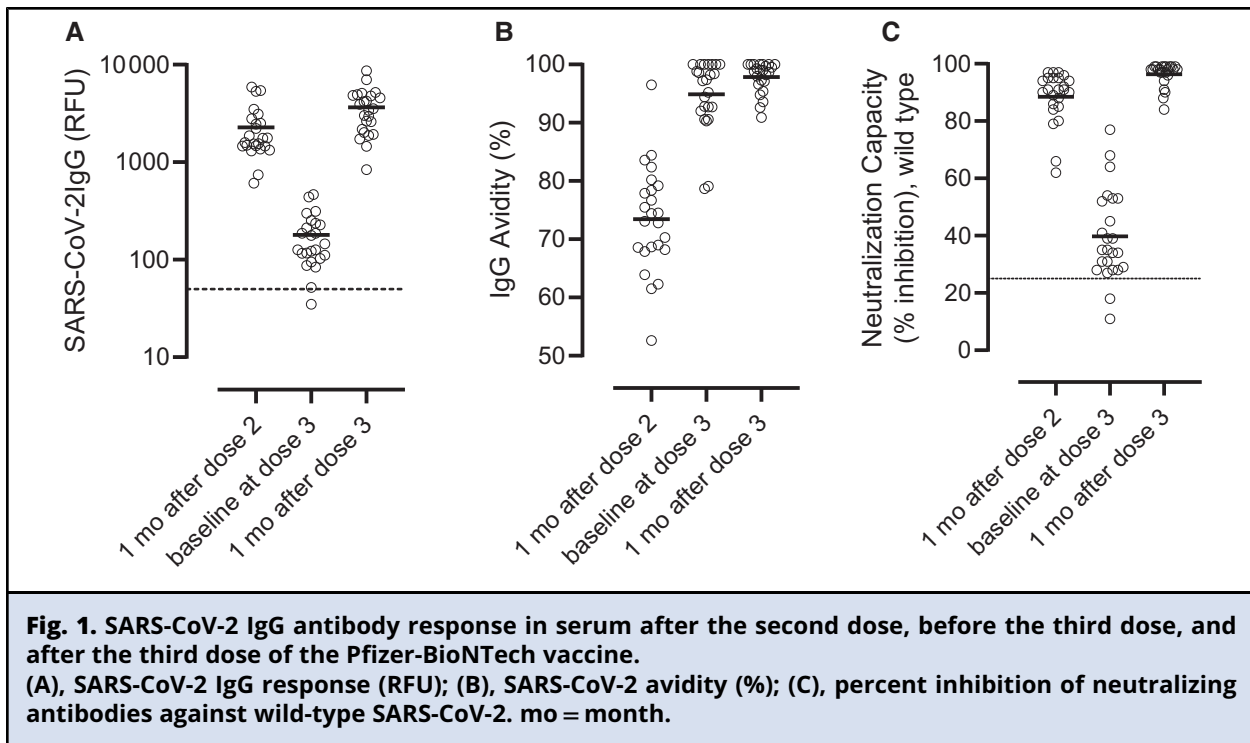 A
SARS-CoV-2IgG (RFU)
10 000
1000
100
10
1 mo after dose 2
baseline at dose 3
1 mo after dose 3
B
IgG Avidity (%)
100
90
80
70
60
50
1 mo after dose 2
baseline at dose 3
1 mo after dose 3
C
Neutralization Capacity
(% inhibition), wild type
100
80
60
40
20
0
1 mo after dose 2
baseline at dose 3
1 mo after dose 3
Fig. 1. SARS-CoV-2 IgG antibody response in serum after the second dose, before the third dose, and
after the third dose of the Pfizer-BioNTech vaccine.
(A), SARS-CoV-2 IgG response (RFU); (B), SARS-CoV-2 avidity (%); (C), percent inhibition of neutralizing
antibodies against wild-type SARS-CoV-2. mo = month.